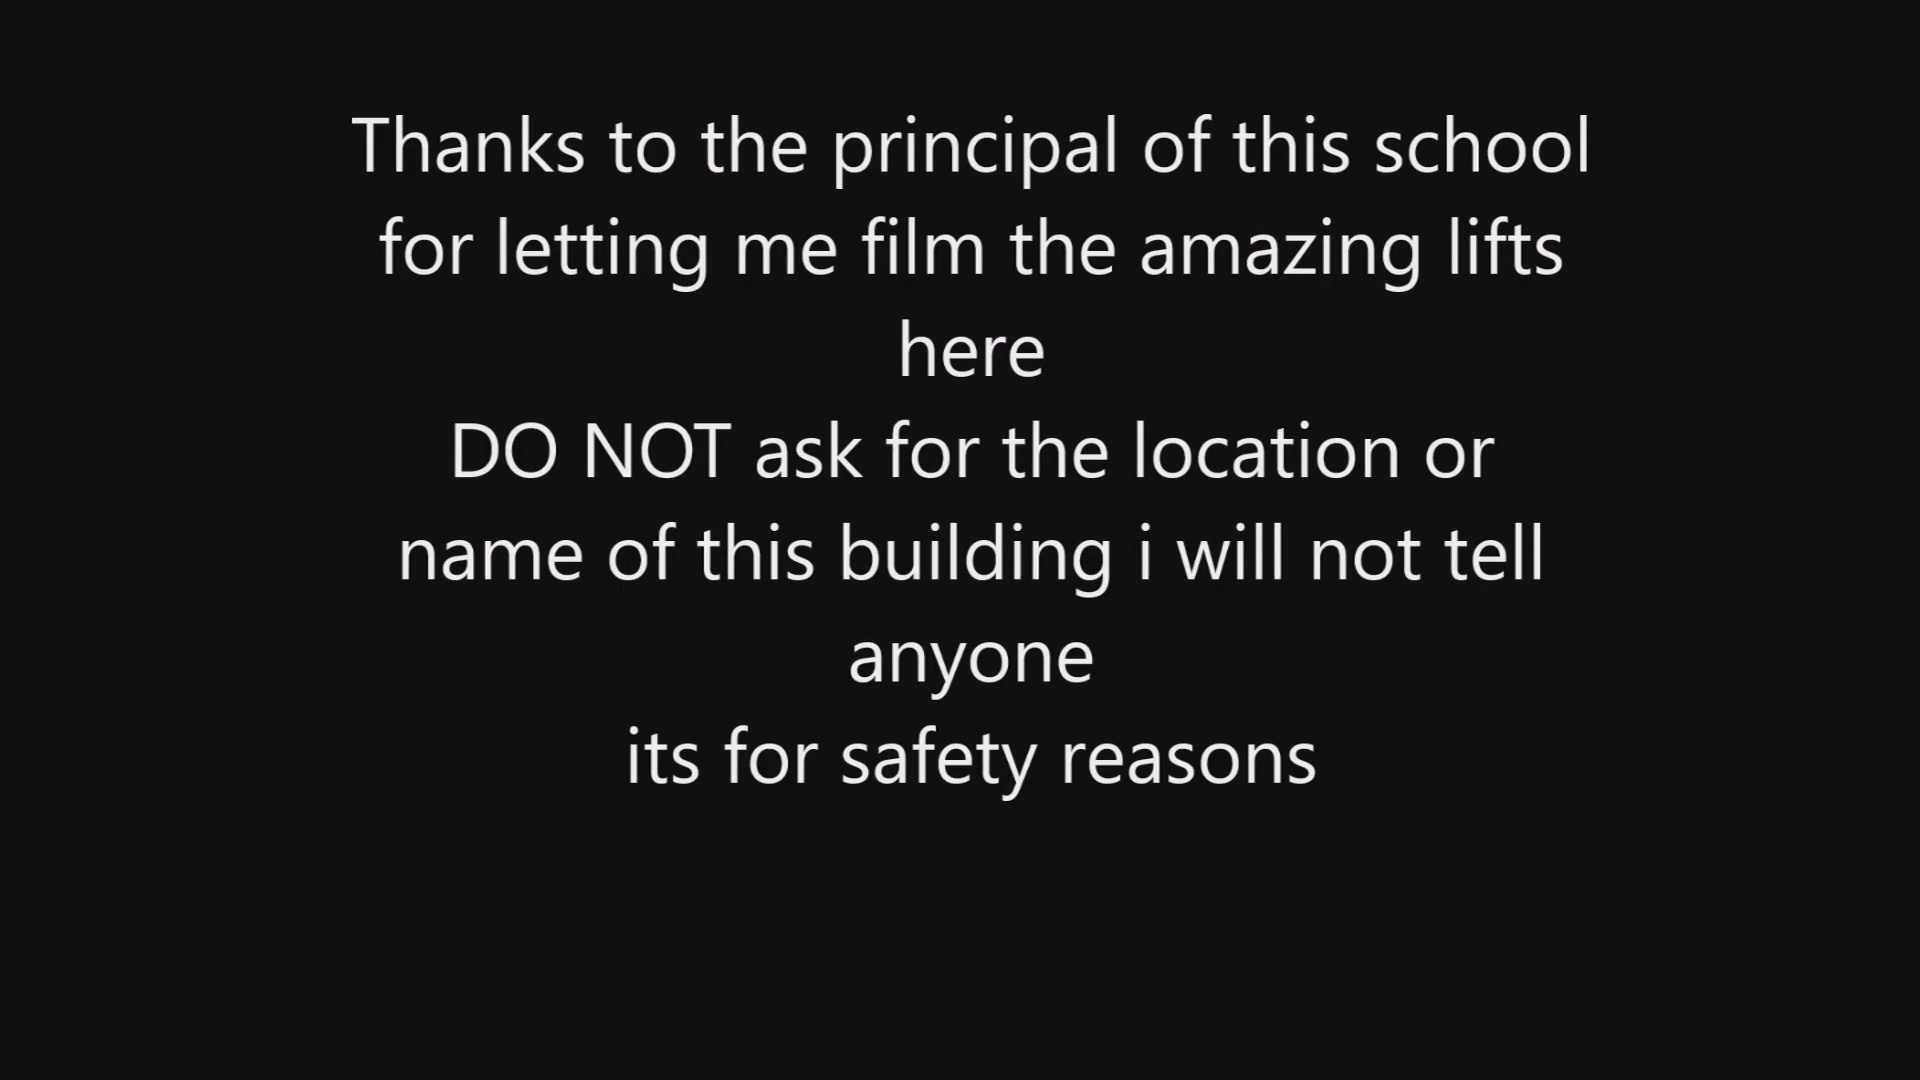 Thanks to the principal of this school
for letting me film the amazing lifts
here
DO NOT ask for the location or
name of this building i will not tell
anyone
its for safety reasons